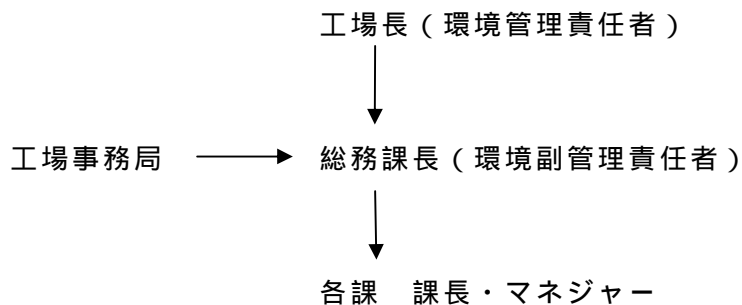 工場長（環境管理責任者）
工場事務局 総務課長（環境副管理責任者）
各課 課長・マネジャー